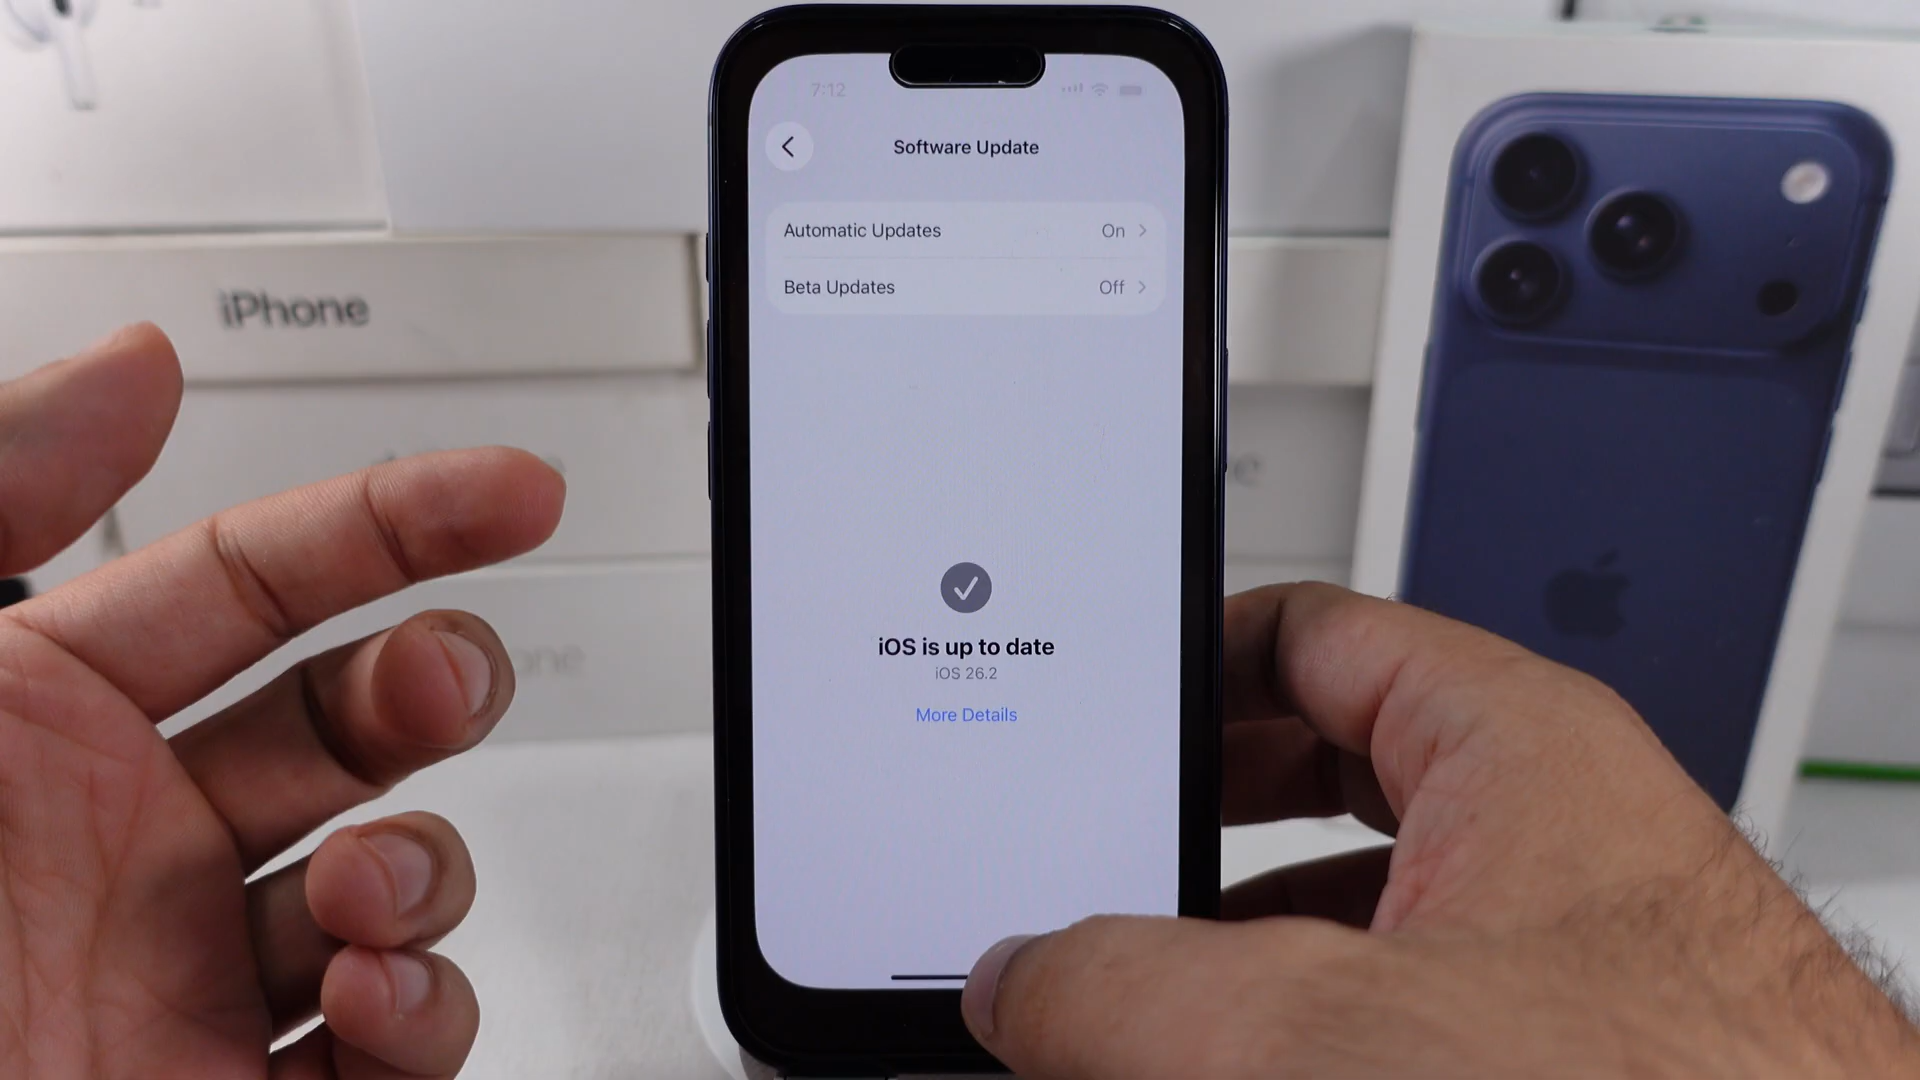 7:12
Software Update
Automatic Updates On
Beta Updates Off
iOS is up to date
iOS 26.2
More Details
iPhone